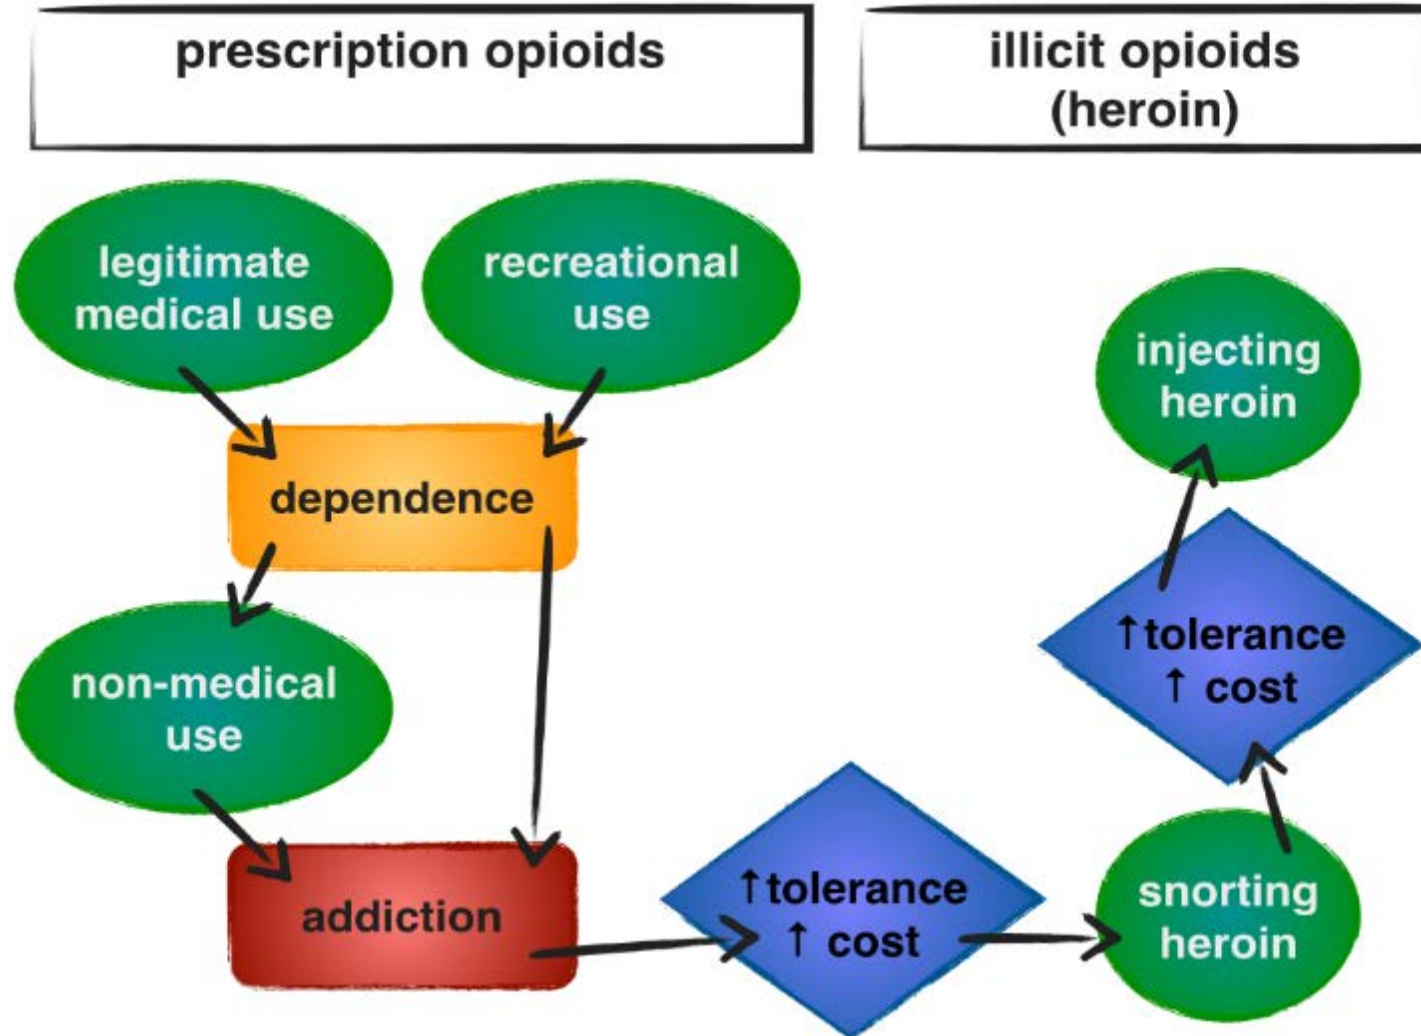 prescription opioids
illicit opioids
(heroin)
legitimate
medical use
recreational
use
injecting
heroin
dependence
↑tolerance
↑ cost
non-medical
use
addiction
↑tolerance
↑ cost
snorting
heroin